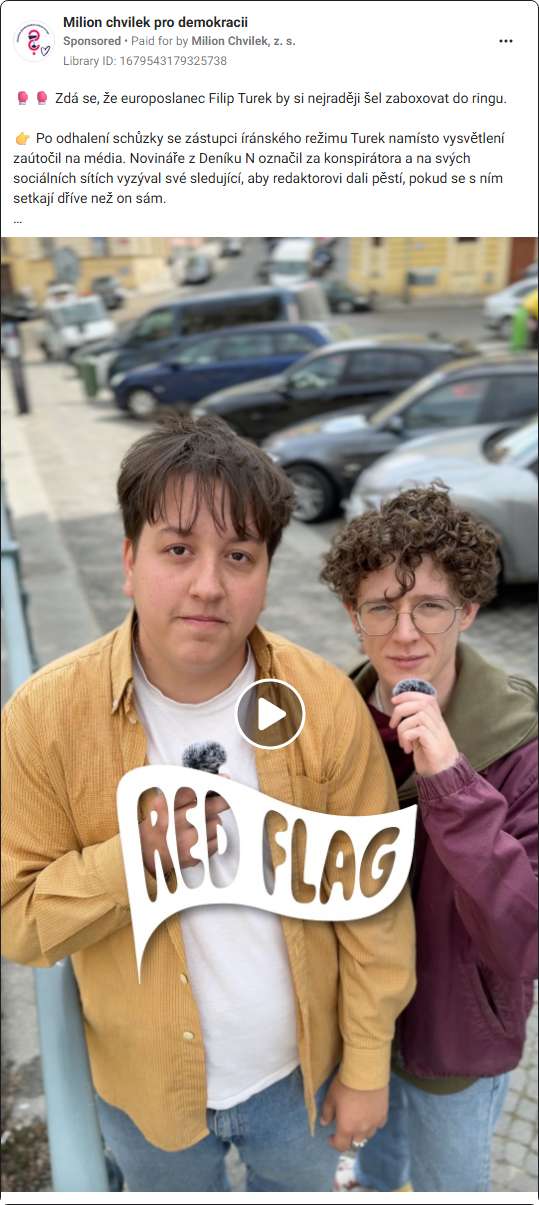 Milion chvilek pro demokracii
Sponsored • Paid for by Milion Chvilek, z. s.
Library ID: 1679543179325738
🥊 🥊 Zdá se, že europoslanec Filip Turek by si nejraději šel zaboxovat do ringu.
👉 Po odhalení schůzky se zástupci íránského režimu Turek namísto vysvětlení
zaútočil na média. Novináře z Deníku N označil za konspirátora a na svých
sociálních sítích vyzýval své sledující, aby redaktorovi dali pěstí, pokud se s ním
setkají dříve než on sám.
...
RED FLAG